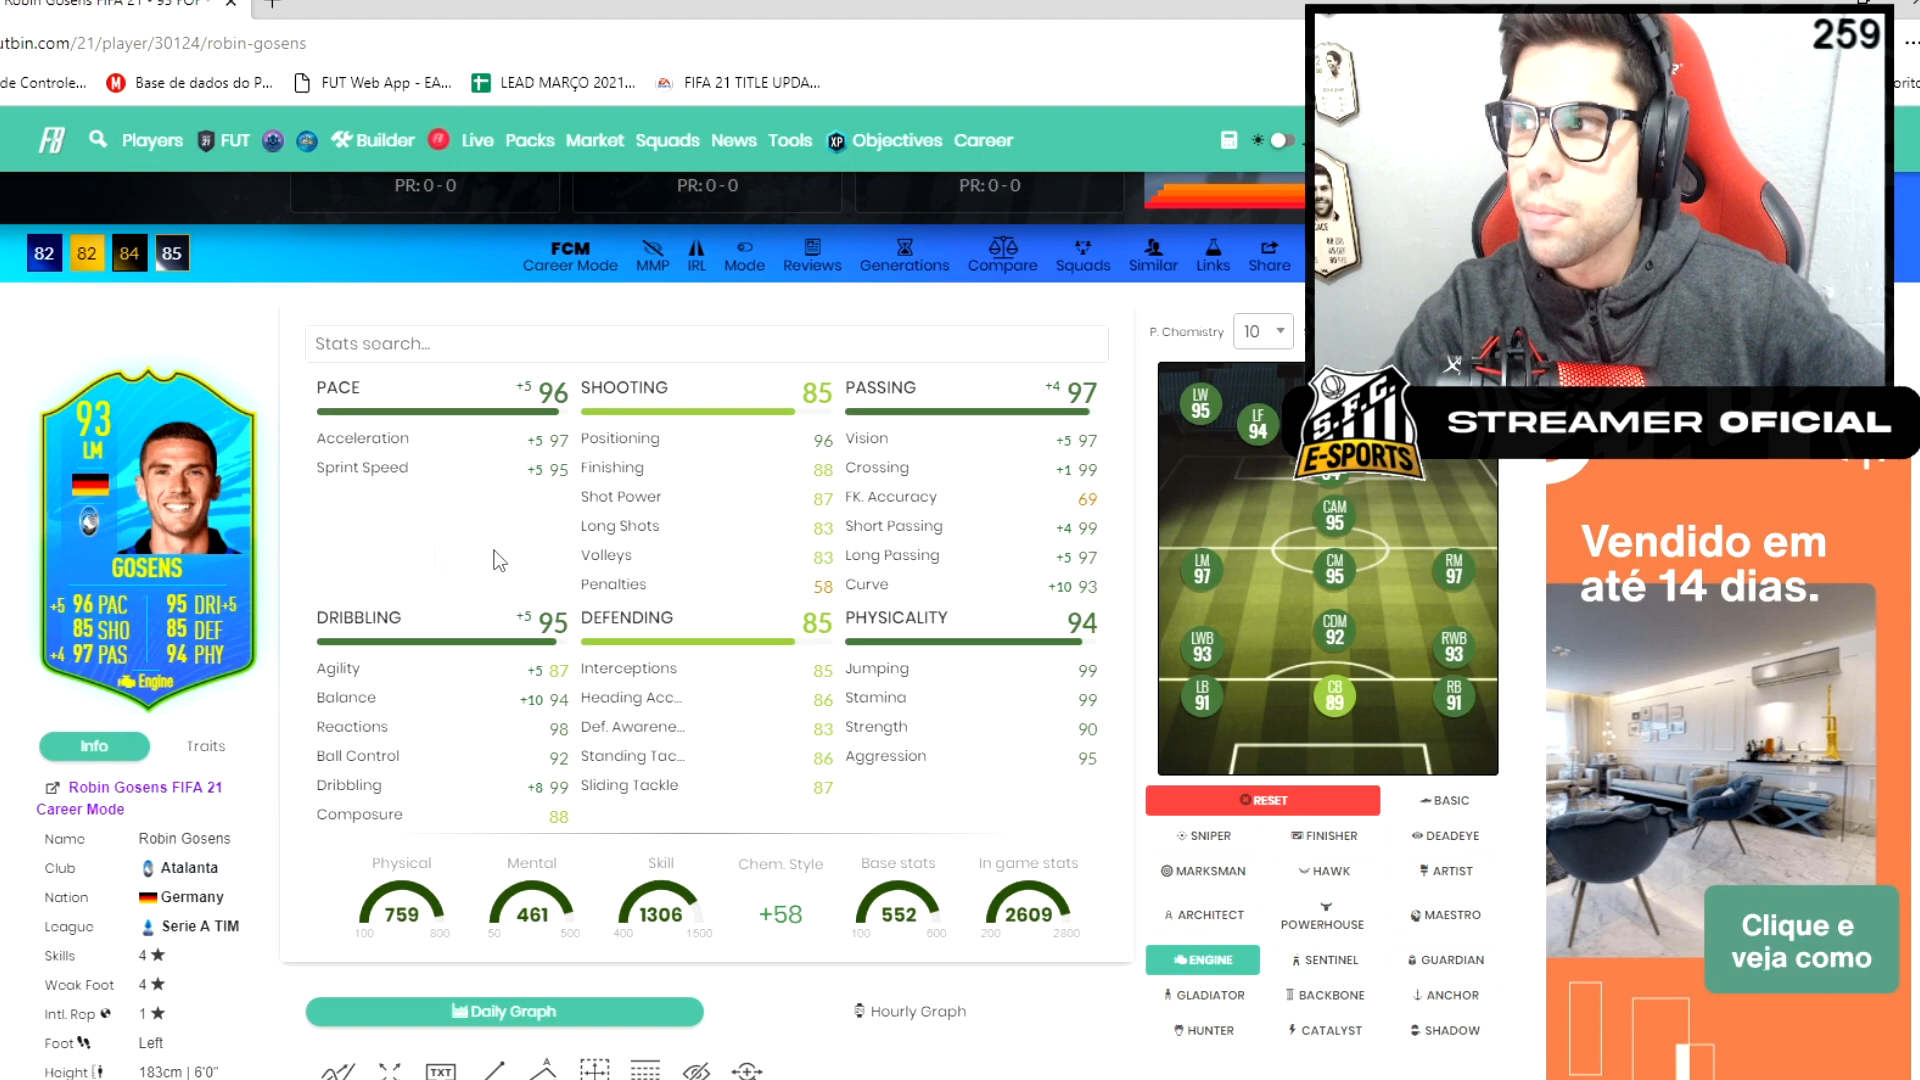 Robin Gosens FIFA 21 - 93 POT
utbin.com/21/player/30124/robin-gosens
de Controle...
Base de dados do P...
FUT Web App - EA...
LEAD MARÇO 2021...
FIFA 21 TITLE UPDA...
259
Players FUT Builder Live Packs Market Squads News Tools XP Objectives Career
PR: 0 - 0 PR: 0 - 0 PR: 0 - 0
82 82 84 85
FCM
Career Mode MMP IRL Mode Reviews Generations Compare Squads Similar Links Share
Stats search...
P. Chemistry 10
PACE +5 96
Acceleration +5 97
Sprint Speed +5 95
SHOOTING 85
Positioning 96
Finishing 88
Shot Power 87
Long Shots 83
Volleys 83
Penalties 58
PASSING +4 97
Vision +5 97
Crossing +1 99
FK. Accuracy 69
Short Passing +4 99
Long Passing +5 97
Curve +10 93
DRIBBLING +5 95
Agility +5 87
Balance +10 94
Reactions 98
Ball Control 92
Dribbling +8 99
Composure 88
DEFENDING 85
Interceptions 85
Heading Acc... 86
Def. Awarene... 83
Standing Tac... 86
Sliding Tackle 87
PHYSICALITY 94
Jumping 99
Stamina 99
Strength 90
Aggression 95
Physical 759 100 800
Mental 461 50 500
Skill 1306 400 1500
Chem. Style +58
Base stats 552 100 600
In game stats 2609 200 2800
Daily Graph
Hourly Graph
TXT
93
LM
GOSENS
+5 96 PAC 95 DRI+5
85 SHO 85 DEF
+4 97 PAS 94 PHY
Engine
Info Traits
Robin Gosens FIFA 21
Career Mode
Name Robin Gosens
Club Atalanta
Nation Germany
League Serie A TIM
Skills 4
Weak Foot 4
Intl. Rep 1
Foot Left
Height 183cm | 6'0"
LW 95
LF 94
CAM 95
LM 97
CM 95
RM 97
CDM 92
LWB 93
RWB 93
LB 91
CB 89
RB 91
RESET BASIC
SNIPER FINISHER DEADEYE
MARKSMAN HAWK ARTIST
ARCHITECT POWERHOUSE MAESTRO
ENGINE SENTINEL GUARDIAN
GLADIATOR BACKBONE ANCHOR
HUNTER CATALYST SHADOW
S.F.C.
E-SPORTS
STREAMER OFICIAL
Vendido em
até 14 dias.
Clique e
veja como